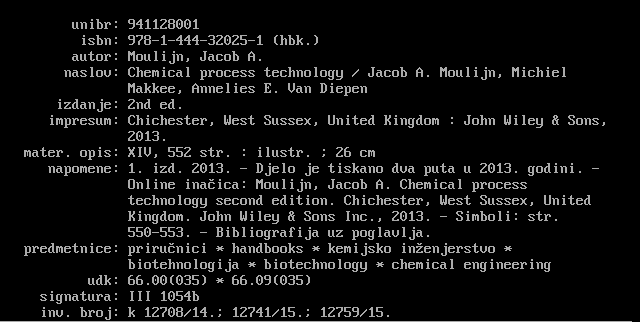 unibr: 941128001
isbn: 978-1-444-32025-1 (hbk.)
autor: Moulijn, Jacob A.
naslov: Chemical process technology / Jacob A. Moulijn, Michiel
Makkee, Annelies E. Van Diepen
izdanje: 2nd ed.
impresum: Chichester, West Sussex, United Kingdom : John Wiley & Sons,
2013.
mater. opis: XIV, 552 str. : ilustr. ; 26 cm
napomene: 1. izd. 2013. - Djelo je tiskano dva puta u 2013. godini. -
Online inačica: Moulijn, Jacob A. Chemical process
technology second edition. Chichester, West Sussex, United
Kingdom. John Wiley & Sons Inc., 2013. - Simboli: str.
550-553. - Bibliografija uz poglavlja.
predmetnice: priručnici * handbooks * kemijsko inženjerstvo *
biotehnologija * biotechnology * chemical engineering
udk: 66.00(035) * 66.09(035)
signatura: III 1054b
inv. broj: k 12708/14.; 12741/15.; 12759/15.